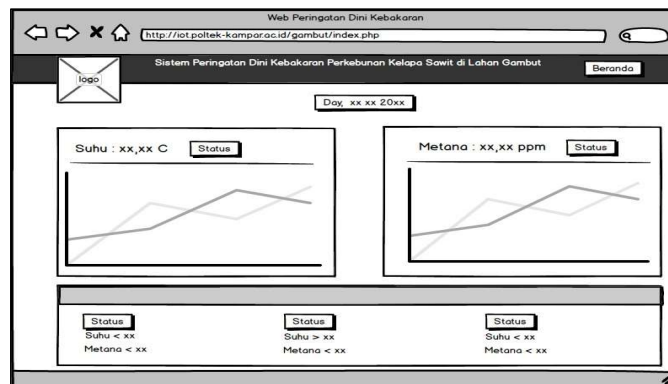 Web Peringatan Dini Kebakaran
http://iot.poltek-kampar.ac.id/gambut/index.php
logo
Sistem Peringatan Dini Kebakaran Perkebunan Kelapa Sawit di Lahan Gambut
Beranda
Day, xx xx 20xx
Suhu : xx,xx C
Status
Metana : xx,xx ppm
Status
Status
Suhu < xx
Metana < xx
Status
Suhu > xx
Metana < xx
Status
Suhu < xx
Metana < xx